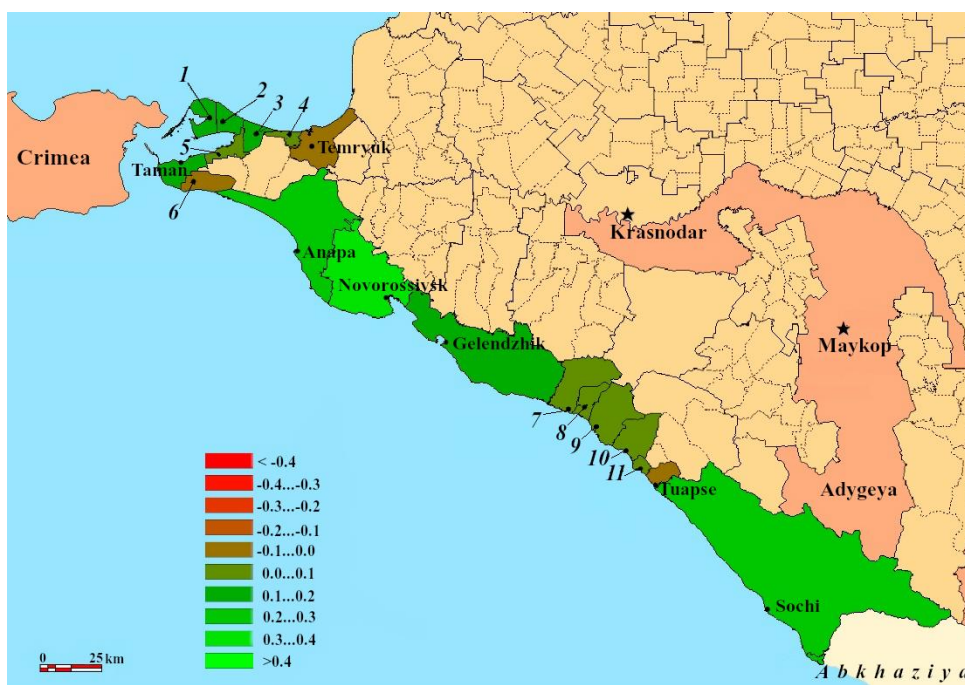 1
2
3
4
Temryuk
Crimea
5
Taman
6
Krasnodar
Anapa
Novorossiysk
Maykop
Gelendzhik
7
8
9
10
11
Tuapse
Adygeya
< -0.4
-0.4...-0.3
-0.3...-0.2
-0.2...-0.1
-0.1...0.0
0.0...0.1
0.1...0.2
0.2...0.3
0.3...0.4
>0.4
Sochi
0 25 km
Abkhaziya